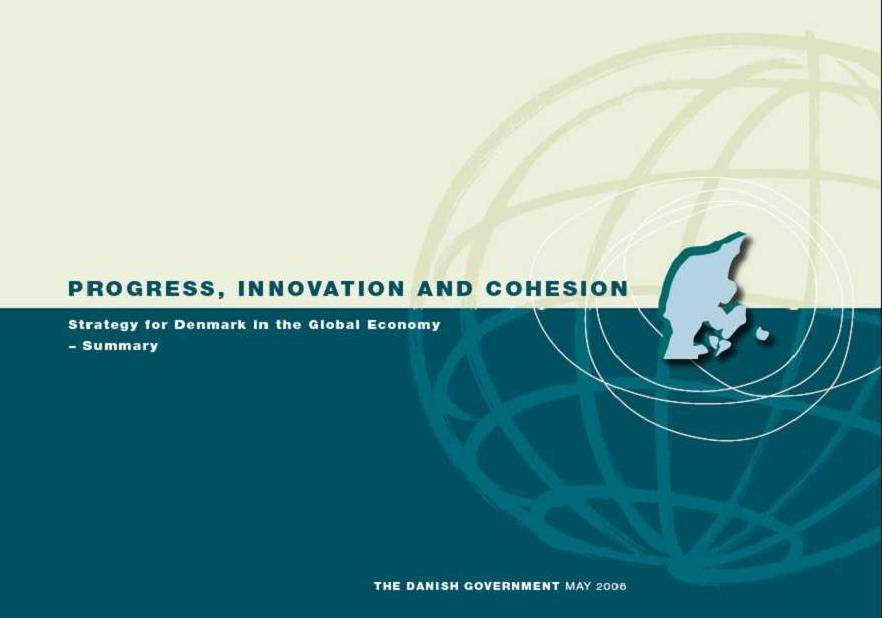 PROGRESS, INNOVATION AND COHESION
Strategy for Denmark in the Global Economy
– Summary
THE DANISH GOVERNMENT MAY 2006